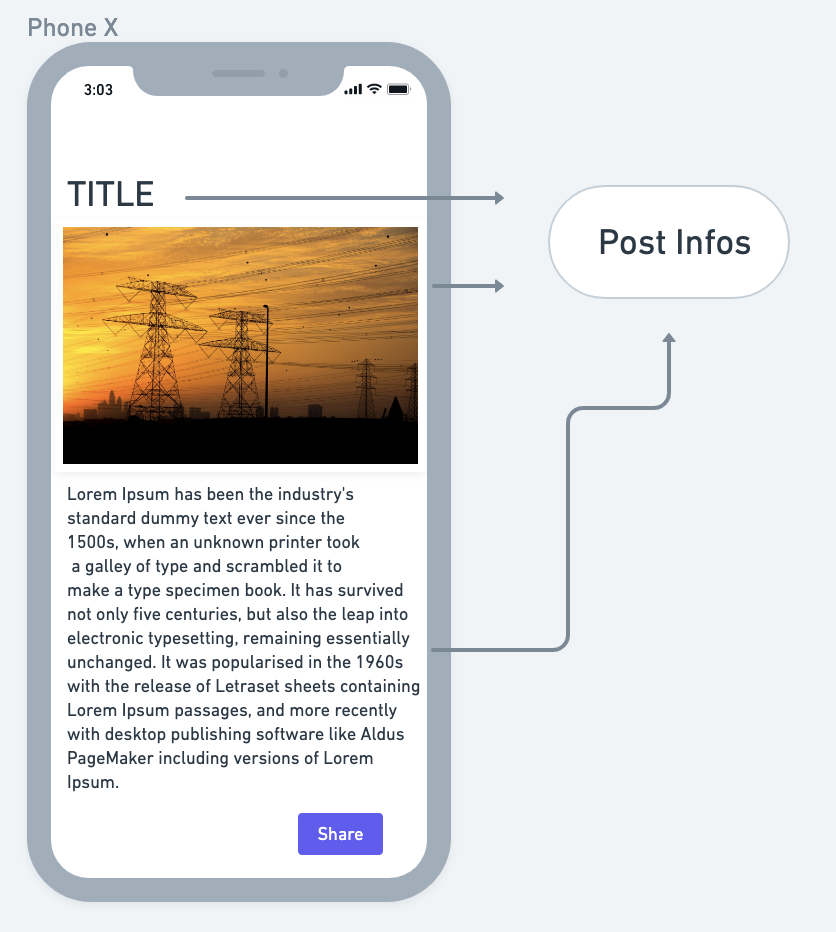 Phone X
3:03
TITLE
Post Infos
Lorem Ipsum has been the industry's
standard dummy text ever since the
1500s, when an unknown printer took
a galley of type and scrambled it to
make a type specimen book. It has survived
not only five centuries, but also the leap into
electronic typesetting, remaining essentially
unchanged. It was popularised in the 1960s
with the release of Letraset sheets containing
Lorem Ipsum passages, and more recently
with desktop publishing software like Aldus
PageMaker including versions of Lorem
Ipsum.
Share